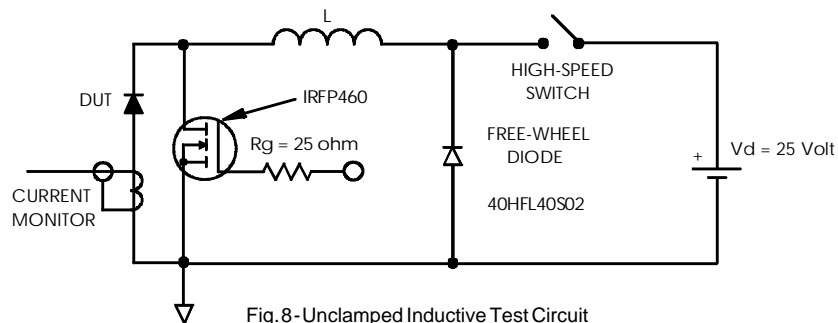 L
HIGH-SPEED
SWITCH
DUT
IRFP460
Rg = 25 ohm
FREE-WHEEL
DIODE
40HFL40S02
+
Vd = 25 Volt
CURRENT
MONITOR
Fig. 8 - Unclamped Inductive Test Circuit